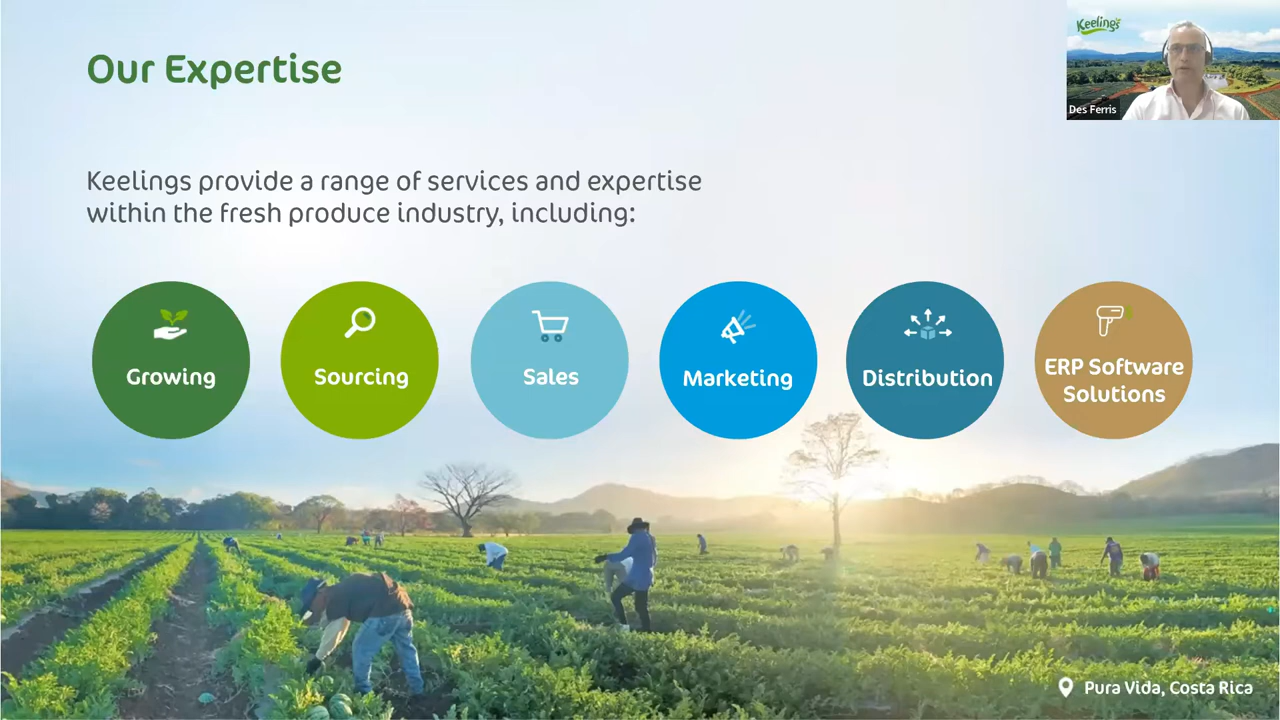 Our Expertise
Keelings
Des Ferris
Keelings provide a range of services and expertise
within the fresh produce industry, including:
Growing
Sourcing
Sales
Marketing
Distribution
ERP Software
Solutions
Pura Vida, Costa Rica